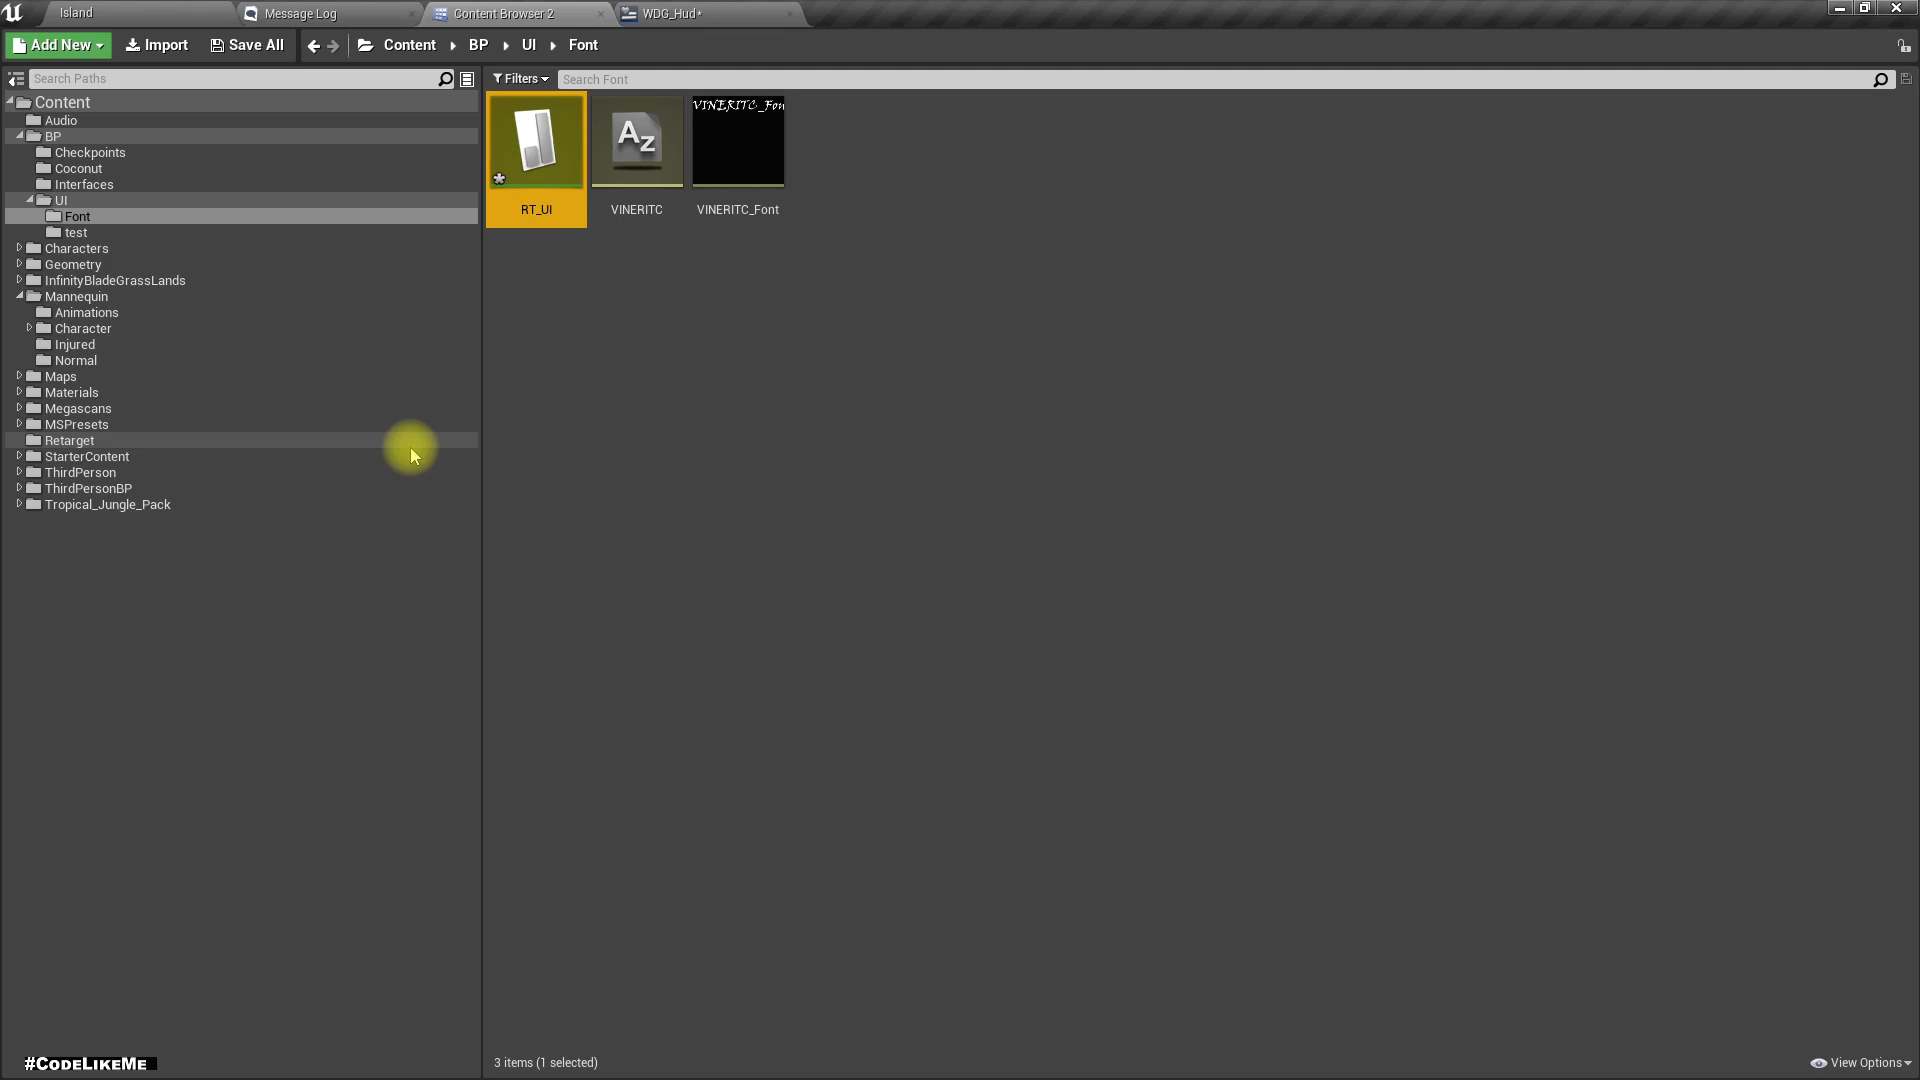 Island
Message Log
Content Browser 2
WDG_Hud*
Add New
Import
Save All
Content
BP
UI
Font
Search Paths
Filters
Search Font
Content
Audio
BP
Checkpoints
Coconut
Interfaces
UI
Font
test
Characters
Geometry
InfinityBladeGrassLands
Mannequin
Animations
Character
Injured
Normal
Maps
Materials
Megascans
MSPresets
Retarget
StarterContent
ThirdPerson
ThirdPersonBP
Tropical_Jungle_Pack
AZ
VINERITC_Fon
RT_UI
VINERITC
VINERITC_Font
3 items (1 selected)
View Options
#CodeLikeMe